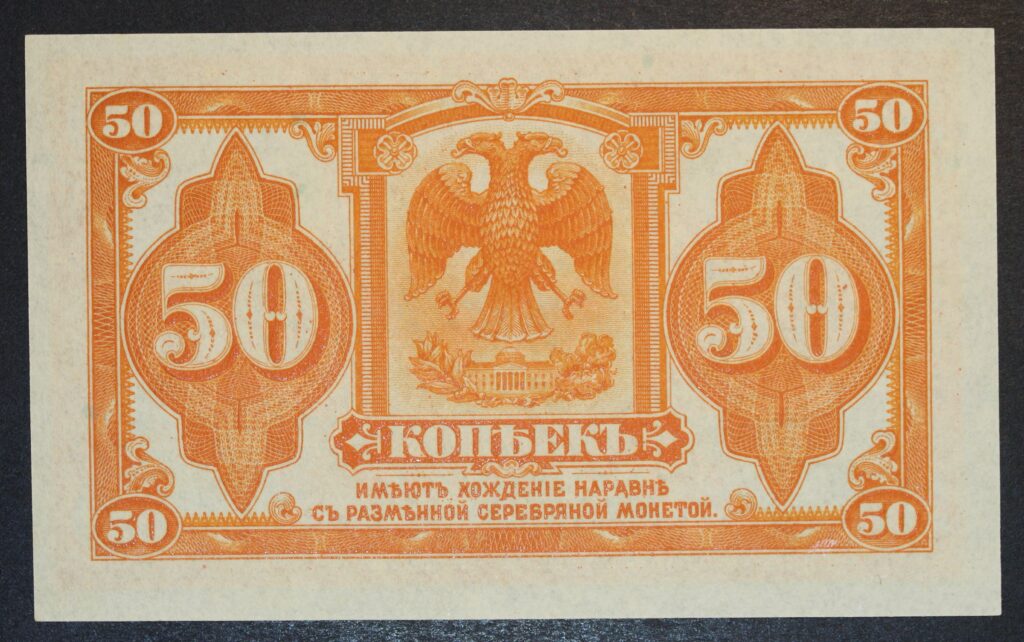 50 50
50 50
КОПѢЕКЪ
ИМѢЮТЪ ХОЖДЕНІЕ НАРАВНѢ
СЪ РАЗМѢННОЙ СЕРЕБРЯНОЙ МОНЕТОЙ.
50 50